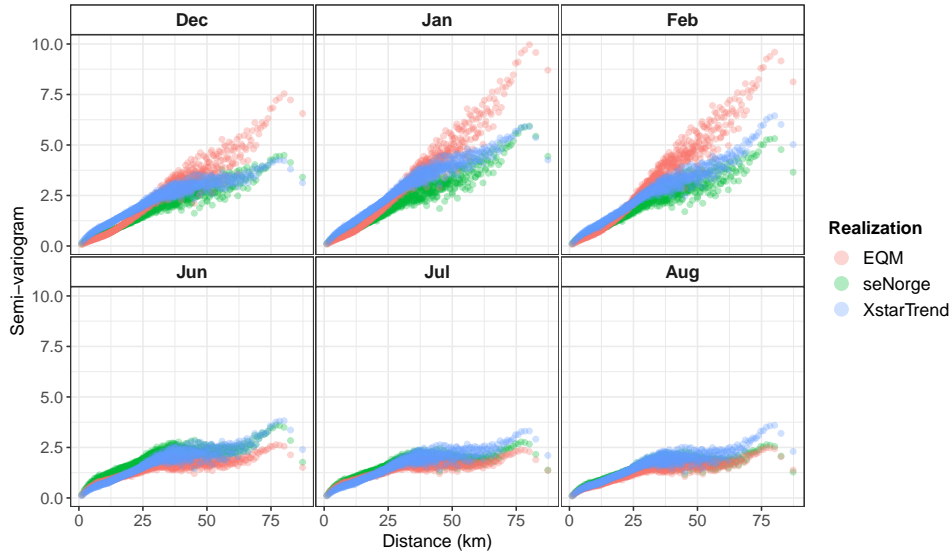 Dec Jan Feb
10.0
7.5
5.0
2.5
0.0
Jun Jul Aug
10.0
7.5
5.0
2.5
0.0
0 25 50 75 0 25 50 75 0 25 50 75
Distance (km)
Semi−variogram
Realization
EQM
seNorge
XstarTrend